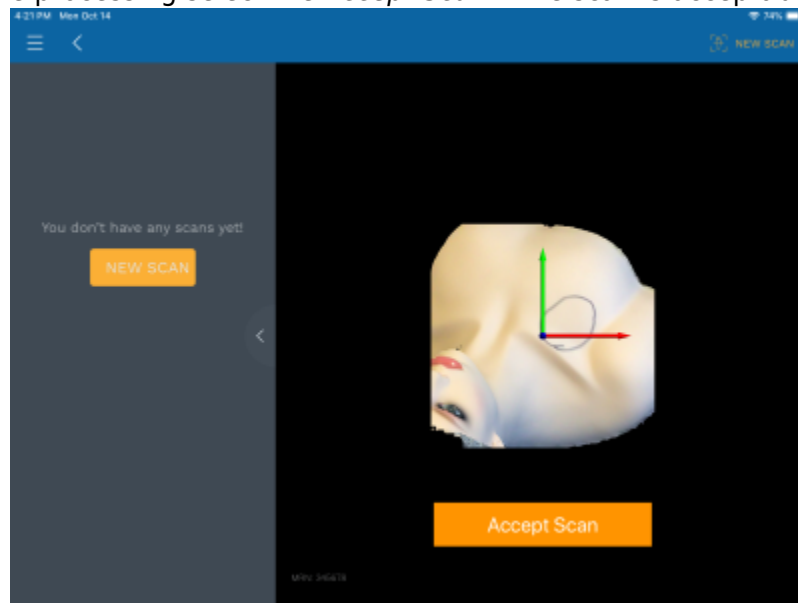 4:21 PM Mon Oct 14
74%
NEW SCAN
You don't have any scans yet!
NEW SCAN
Accept Scan